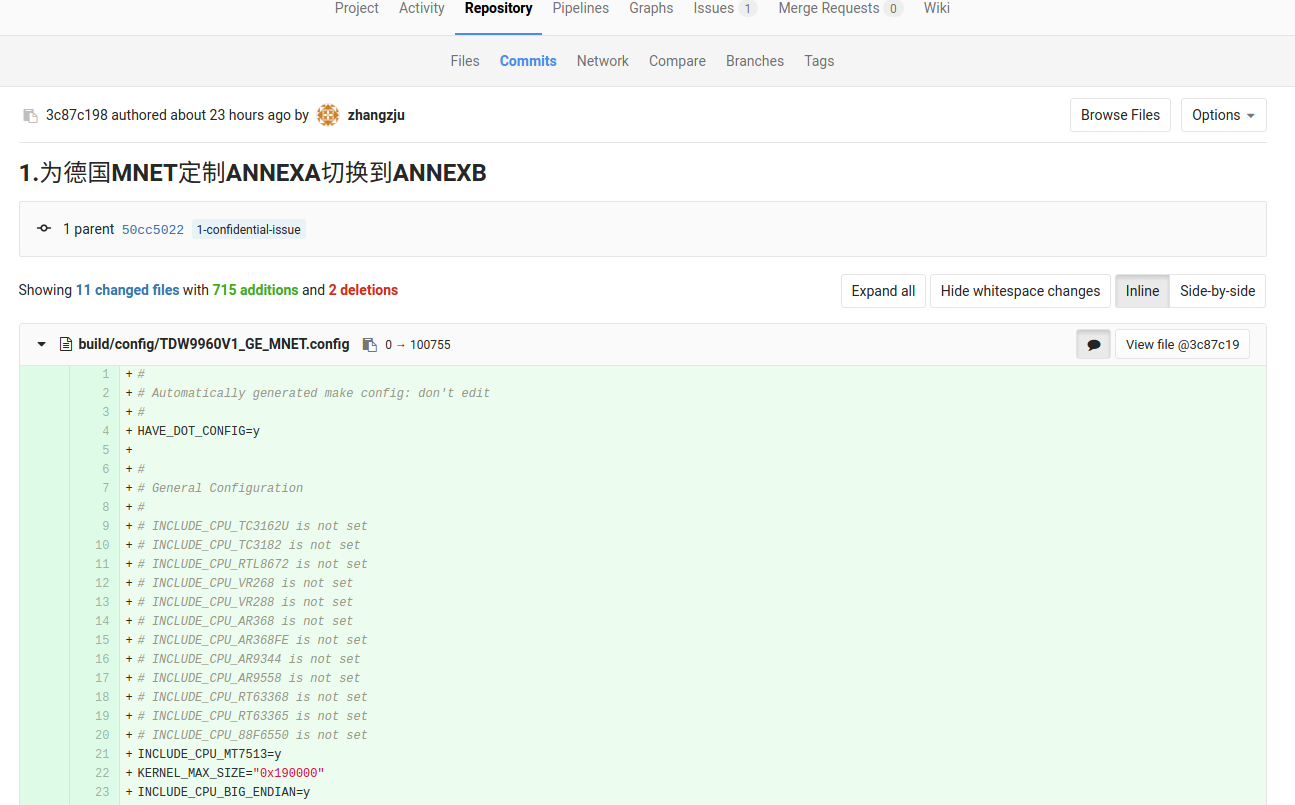 Project Activity Repository Pipelines Graphs Issues 1 Merge Requests 0 Wiki
Files Commits Network Compare Branches Tags
3c87c198 authored about 23 hours ago by zhangzju Browse Files Options
1.为德国MNET定制ANNEXA切换到ANNEXB
1 parent 50cc5022 1-confidential-issue
Showing 11 changed files with 715 additions and 2 deletions Expand all Hide whitespace changes Inline Side-by-side
build/config/TDW9960V1_GE_MNET.config 0 → 100755 View file @3c87c19
1 + #
2 + # Automatically generated make config: don't edit
3 + #
4 + HAVE_DOT_CONFIG=y
5 +
6 + #
7 + # General Configuration
8 + #
9 + # INCLUDE_CPU_TC3162U is not set
10 + # INCLUDE_CPU_TC3182 is not set
11 + # INCLUDE_CPU_RTL8672 is not set
12 + # INCLUDE_CPU_VR268 is not set
13 + # INCLUDE_CPU_VR288 is not set
14 + # INCLUDE_CPU_AR368 is not set
15 + # INCLUDE_CPU_AR368FE is not set
16 + # INCLUDE_CPU_AR9344 is not set
17 + # INCLUDE_CPU_AR9558 is not set
18 + # INCLUDE_CPU_RT63368 is not set
19 + # INCLUDE_CPU_RT63365 is not set
20 + # INCLUDE_CPU_88F6550 is not set
21 + INCLUDE_CPU_MT7513=y
22 + KERNEL_MAX_SIZE="0x190000"
23 + INCLUDE_CPU_BIG_ENDIAN=y